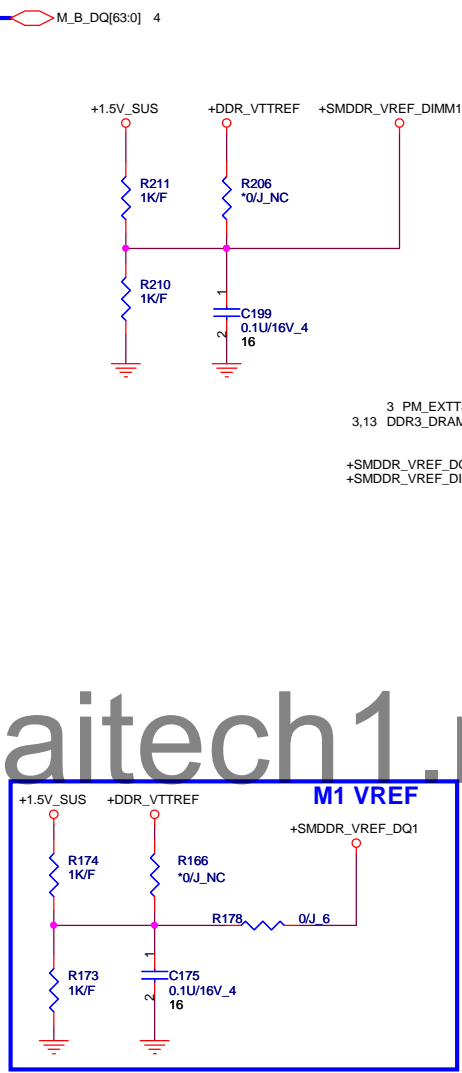 M_B_DQ[63:0] 4
+1.5V_SUS +DDR_VTTREF +SMDDR_VREF_DIMM1
R211
1K/F
R206
*0/J_NC
R210
1K/F
1
C199
0.1U/16V_4
2
16
3 PM_EXTT
3,13 DDR3_DRAM
+SMDDR_VREF_DQ
+SMDDR_VREF_DI
aitech1.
M1 VREF
+1.5V_SUS +DDR_VTTREF
+SMDDR_VREF_DQ1
R174
1K/F
R166
*0/J_NC
R178 0/J_6
R173
1K/F
1
C175
0.1U/16V_4
2
16